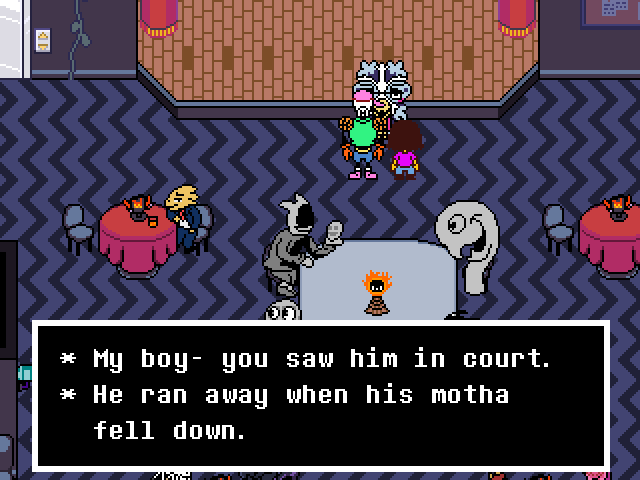 * My boy- you saw him in court.
* He ran away when his motha
fell down.